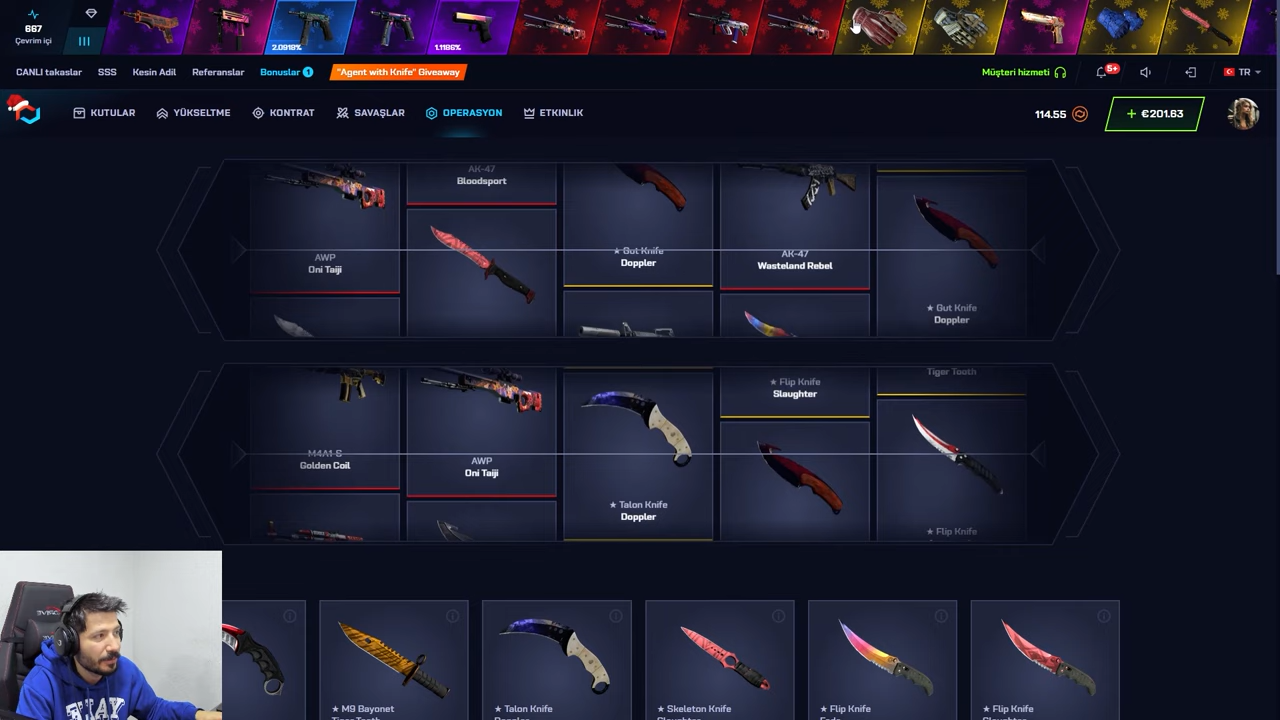 667
Çevrim içi
2.0918%
1.1186%
CANLI takaslar
SSS
Kesin Adil
Referanslar
Bonuslar 1
"Agent with Knife" Giveaway
Müşteri hizmeti
5+
TR
KUTULAR
YÜKSELTME
KONTRAT
SAVAŞLAR
OPERASYON
ETKINLIK
114.55
+ €201.63
AWP
Oni Taiji
AK-47
Bloodsport
★ Gut Knife
Doppler
AK-47
Wasteland Rebel
★ Gut Knife
Doppler
M4A1-S
Golden Coil
AWP
Oni Taiji
★ Talon Knife
Doppler
★ Flip Knife
Slaughter
Tiger Tooth
★ Flip Knife
★ M9 Bayonet
Tiger Tooth
★ Talon Knife
Doppler
★ Skeleton Knife
Slaughter
★ Flip Knife
Fade
★ Flip Knife
Slaughter